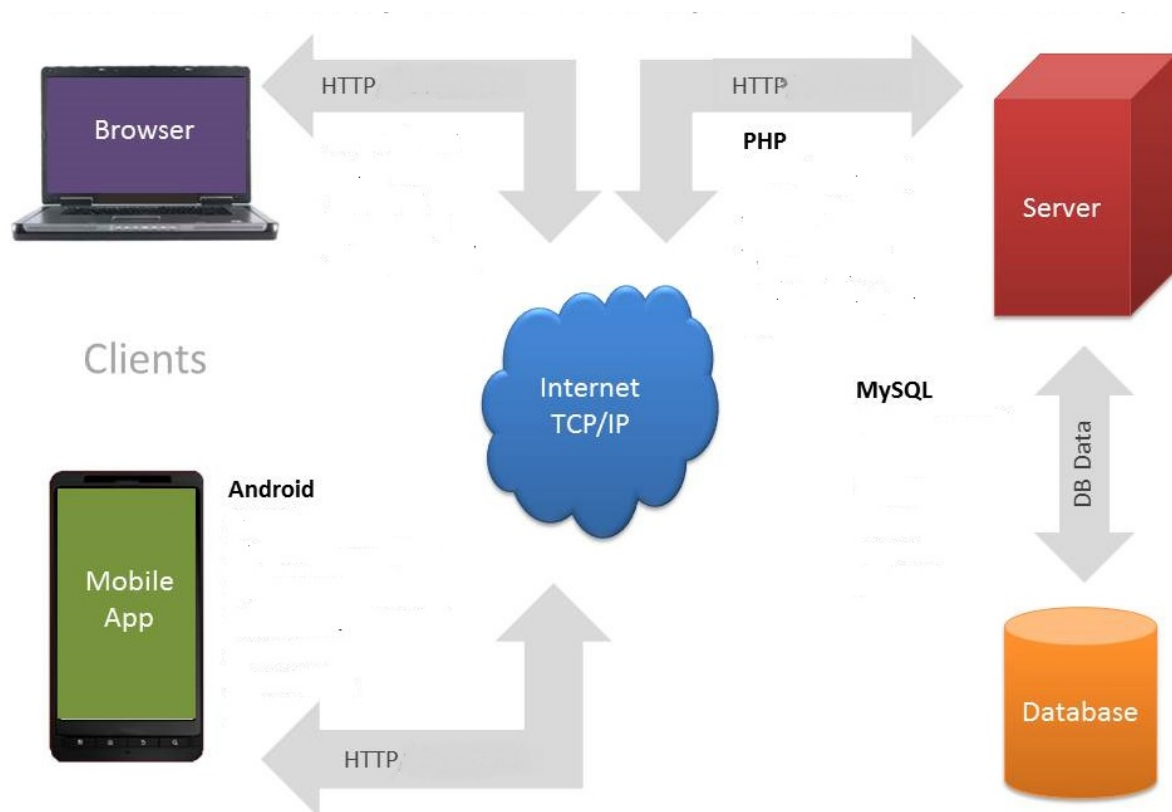 HTTP
HTTP
Browser
PHP
Server
Clients
Internet
TCP/IP
MySQL
DB Data
Android
Mobile
App
Database
HTTP